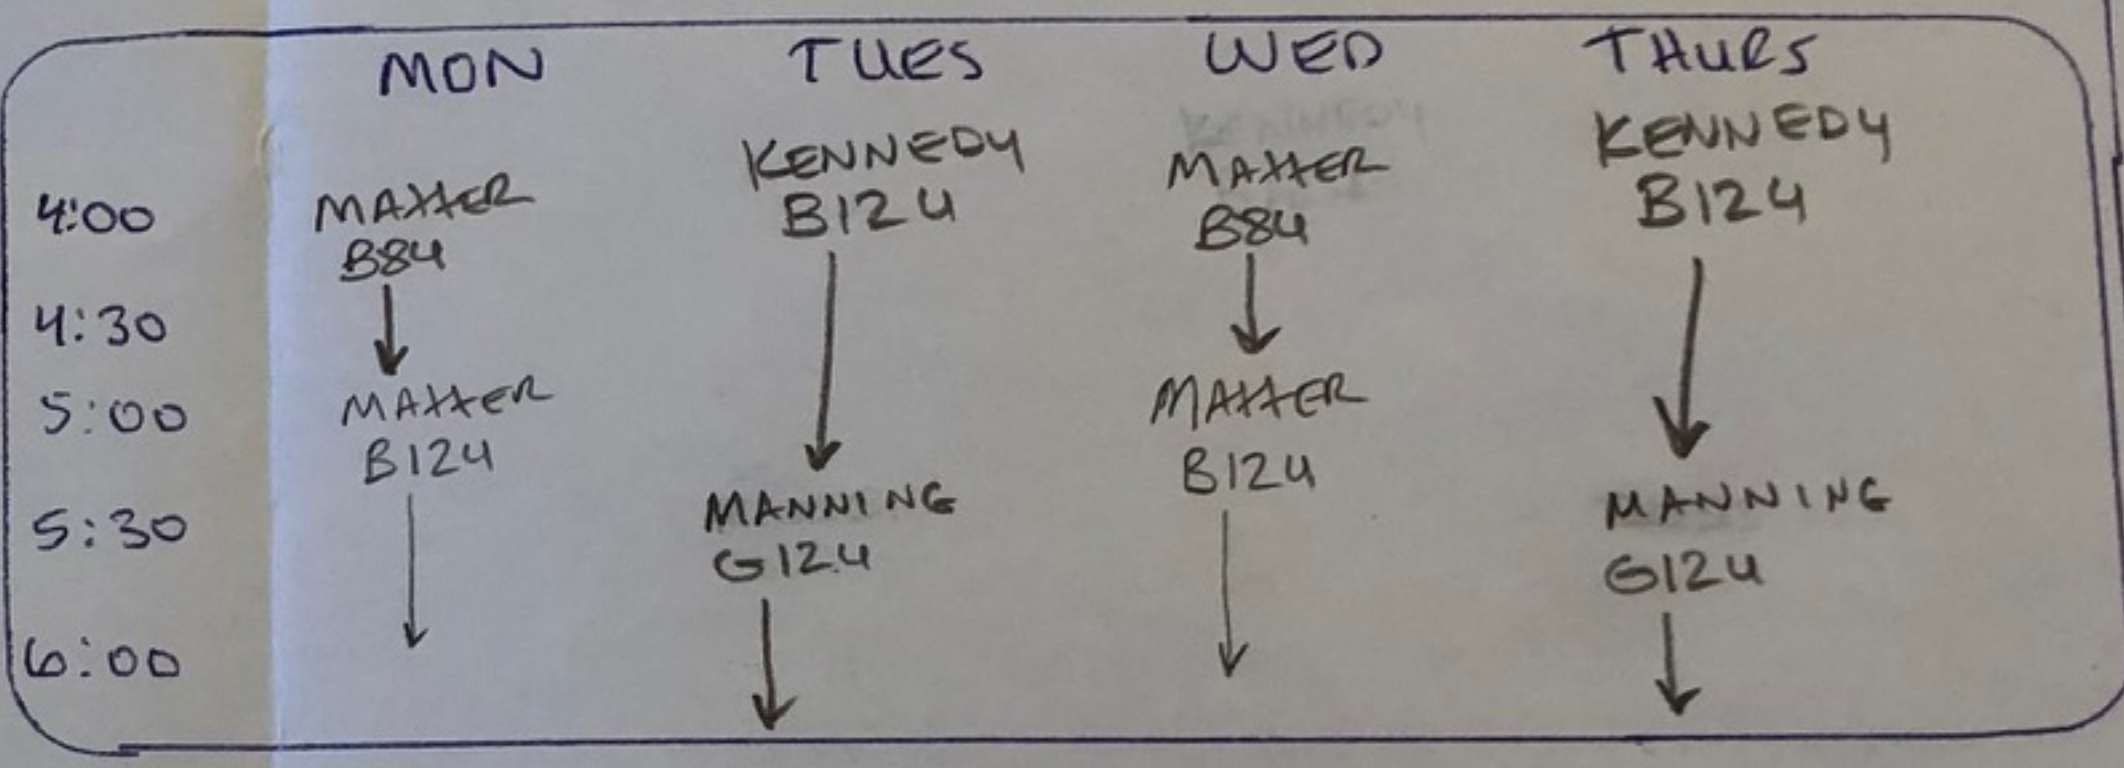 MON TUES WED THURS
4:00 MAXXER KENNEDY MAXXER KENNEDY
B84 B124 B84 B124
4:30
5:00 MAXXER MAXXER
B124 B124
5:30 MANNING MANNING
G124 G124
6:00